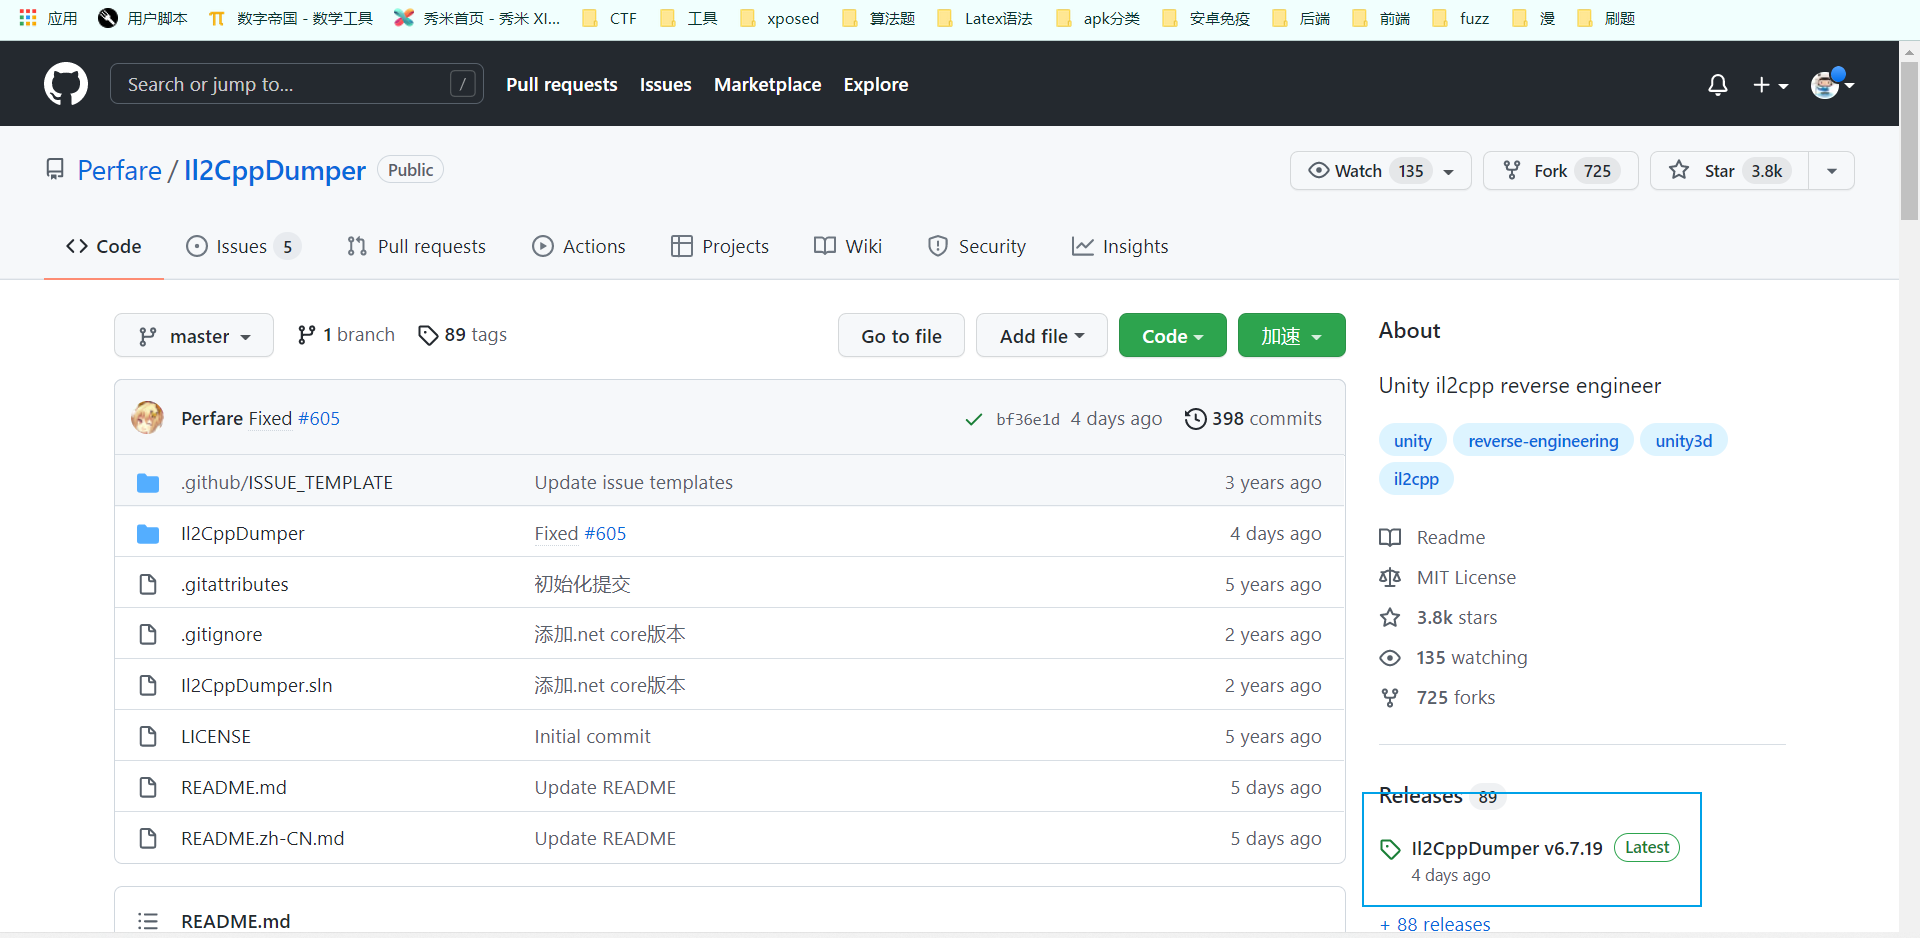 应用 用户脚本 数字帝国 - 数学工具 秀米首页 - 秀米 XI... CTF 工具 xposed 算法题 Latex语法 apk分类 安卓免疫 后端 前端 fuzz 漫 刷题
Search or jump to... / Pull requests Issues Marketplace Explore
Perfare / Il2CppDumper Public Watch 135 Fork 725 Star 3.8k
Code Issues 5 Pull requests Actions Projects Wiki Security Insights
master 1 branch 89 tags Go to file Add file Code 加速
Perfare Fixed #605 bf36e1d 4 days ago 398 commits
.github/ISSUE_TEMPLATE Update issue templates 3 years ago
Il2CppDumper Fixed #605 4 days ago
.gitattributes 初始化提交 5 years ago
.gitignore 添加.net core版本 2 years ago
Il2CppDumper.sln 添加.net core版本 2 years ago
LICENSE Initial commit 5 years ago
README.md Update README 5 days ago
README.zh-CN.md Update README 5 days ago
README.md
About
Unity il2cpp reverse engineer
unity reverse-engineering unity3d
il2cpp
Readme
MIT License
3.8k stars
135 watching
725 forks
Releases 89
Il2CppDumper v6.7.19 Latest
4 days ago
+ 88 releases